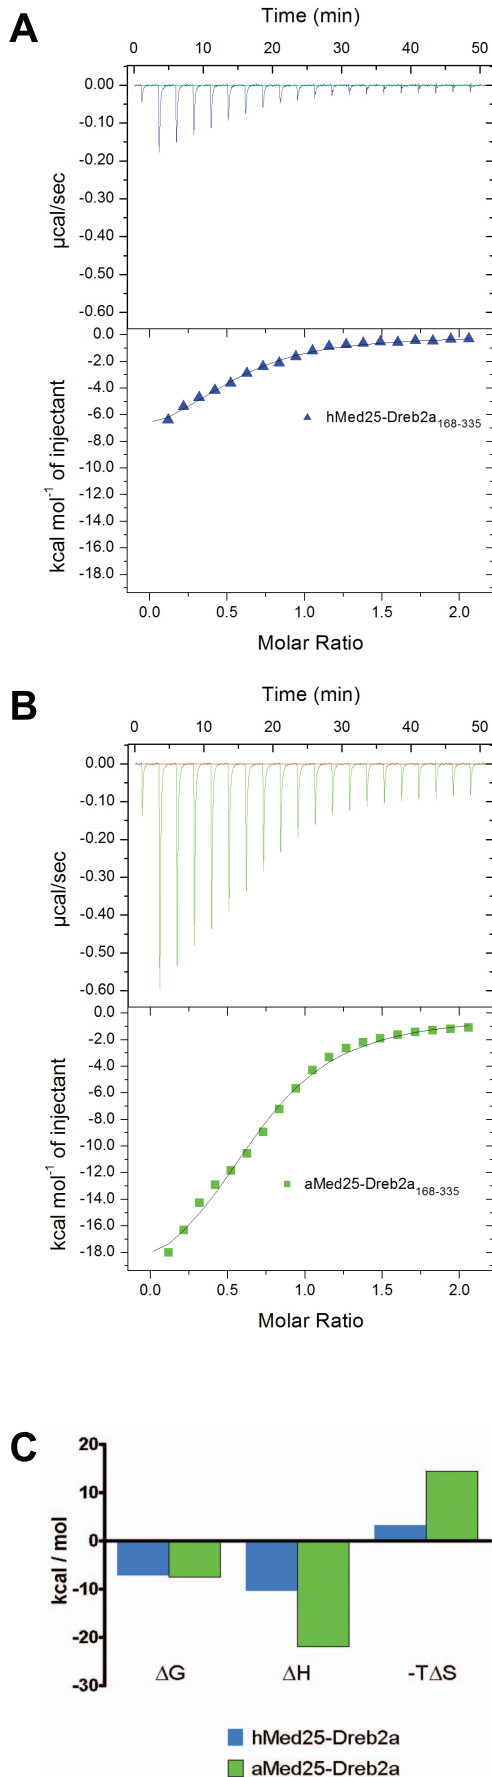 A
Time (min)
0 10 20 30 40 50
0.00
-0.10
-0.20
-0.30
-0.40
-0.50
-0.60
µcal/sec
0.0
-2.0
-4.0
-6.0
-8.0
-10.0
-12.0
-14.0
-16.0
-18.0
kcal mol⁻¹ of injectant
hMed25-Dreb2a₁₆₈₋₃₃₅
0.0 0.5 1.0 1.5 2.0
Molar Ratio
B
Time (min)
0 10 20 30 40 50
0.00
-0.10
-0.20
-0.30
-0.40
-0.50
-0.60
µcal/sec
0.0
-2.0
-4.0
-6.0
-8.0
-10.0
-12.0
-14.0
-16.0
-18.0
kcal mol⁻¹ of injectant
aMed25-Dreb2a₁₆₈₋₃₃₅
0.0 0.5 1.0 1.5 2.0
Molar Ratio
C
20
10
0
-10
-20
-30
kcal / mol
ΔG ΔH -TΔS
hMed25-Dreb2a
aMed25-Dreb2a